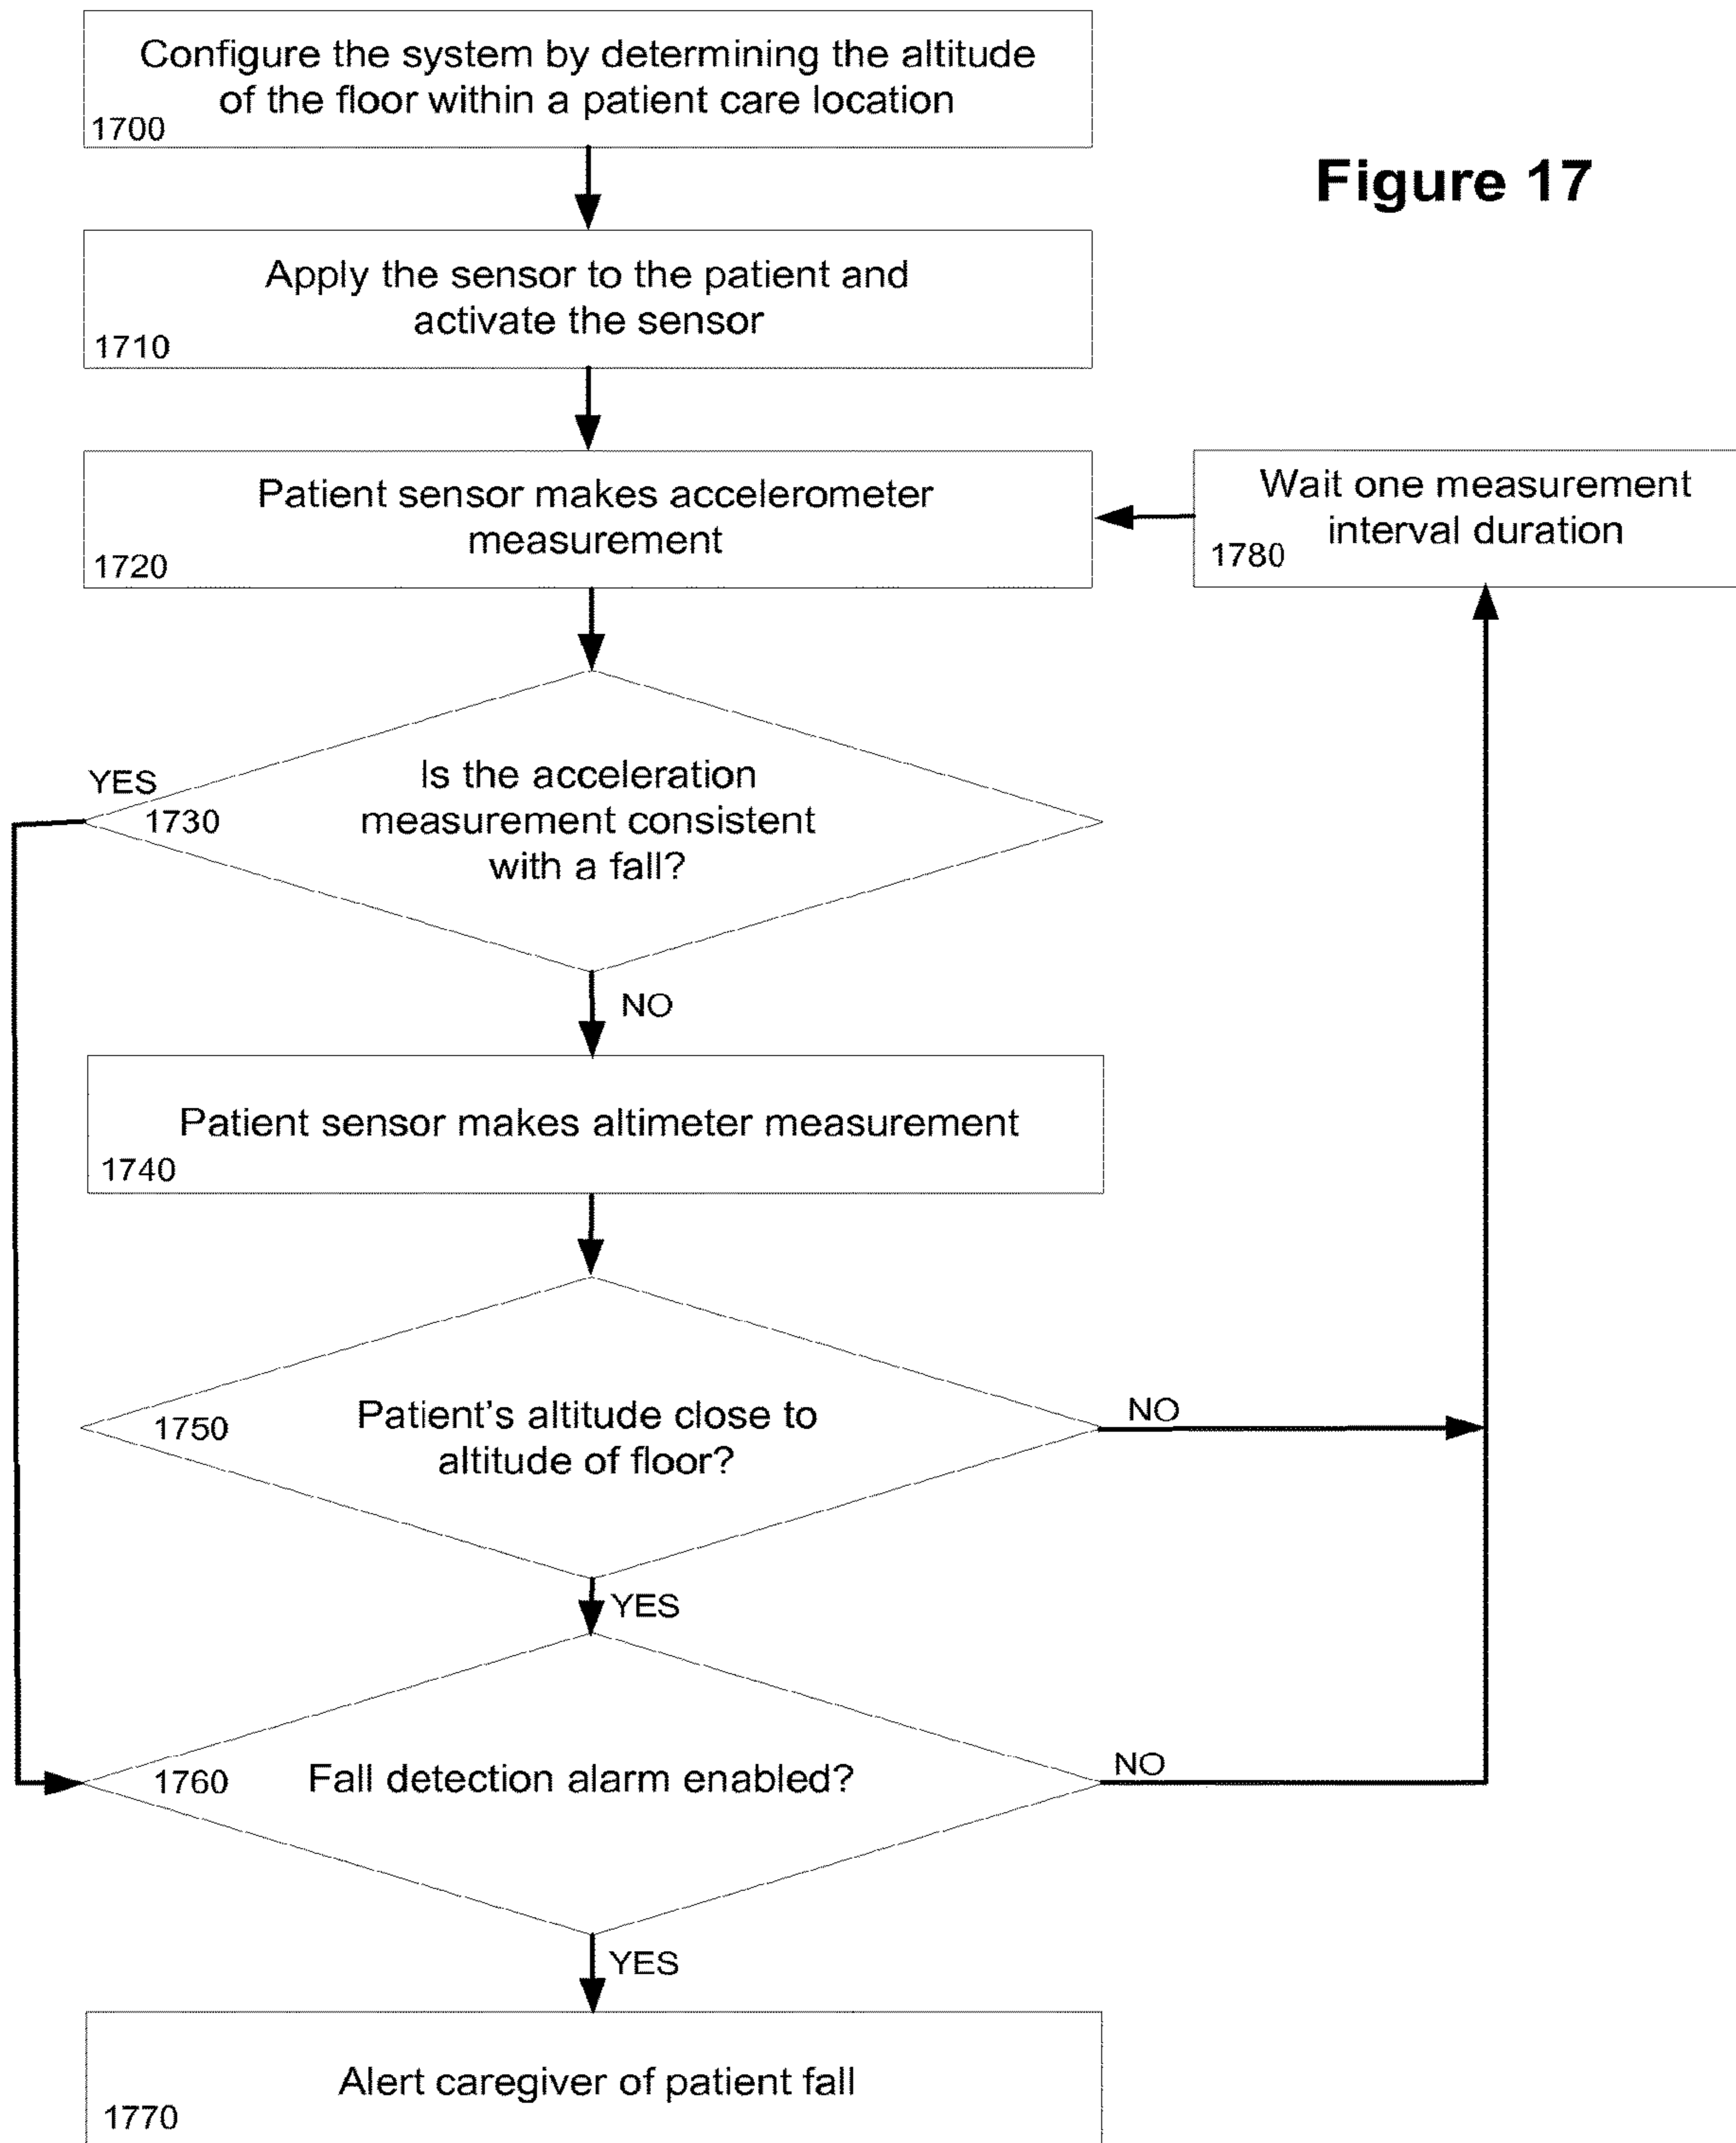 Configure the system by determining the altitude
of the floor within a patient care location
1700
Figure 17
Apply the sensor to the patient and
activate the sensor
1710
Patient sensor makes accelerometer
measurement
1720
Wait one measurement
interval duration
1780
YES
Is the acceleration
measurement consistent
with a fall?
1730
NO
Patient sensor makes altimeter measurement
1740
Patient's altitude close to
altitude of floor?
1750
NO
YES
Fall detection alarm enabled?
1760
NO
YES
Alert caregiver of patient fall
1770